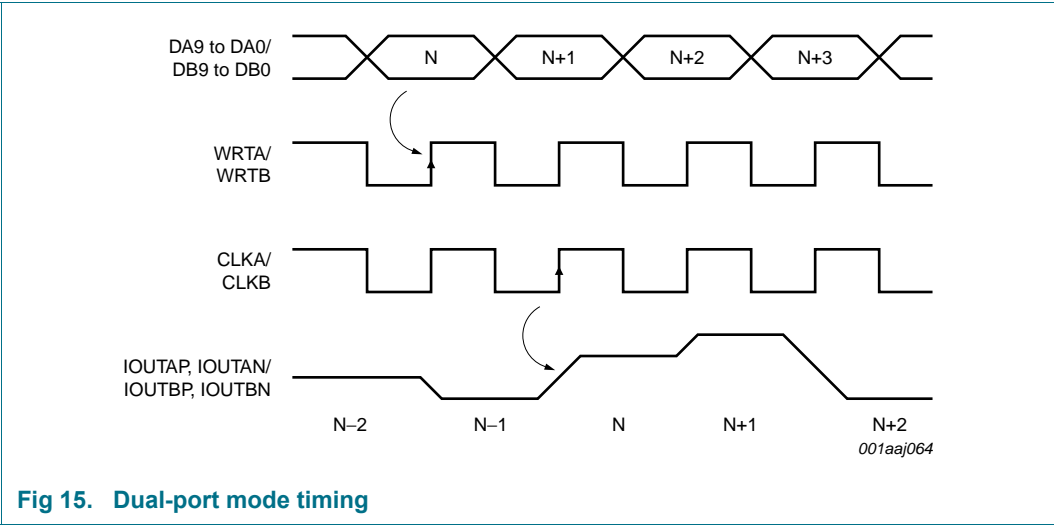 DA9 to DA0/
DB9 to DB0
N
N+1
N+2
N+3
WRTA/
WRTB
CLKA/
CLKB
IOUTAP, IOUTAN/
IOUTBP, IOUTBN
N–2
N–1
N
N+1
N+2
001aaj064
Fig 15. Dual-port mode timing